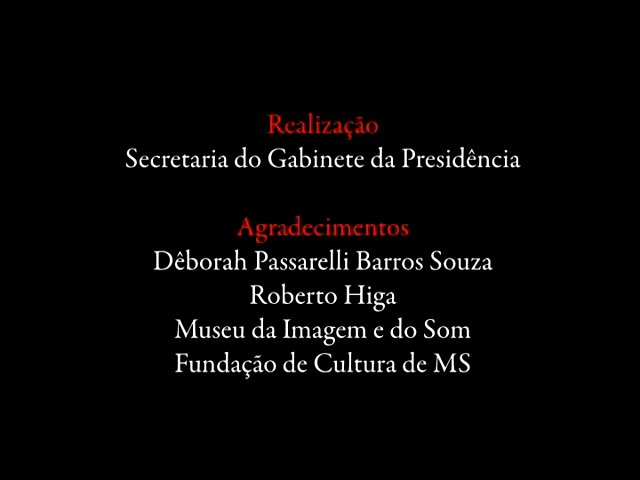 Realização
Secretaria do Gabinete da Presidência
Agradecimentos
Dêborah Passarelli Barros Souza
Roberto Higa
Museu da Imagem e do Som
Fundação de Cultura de MS